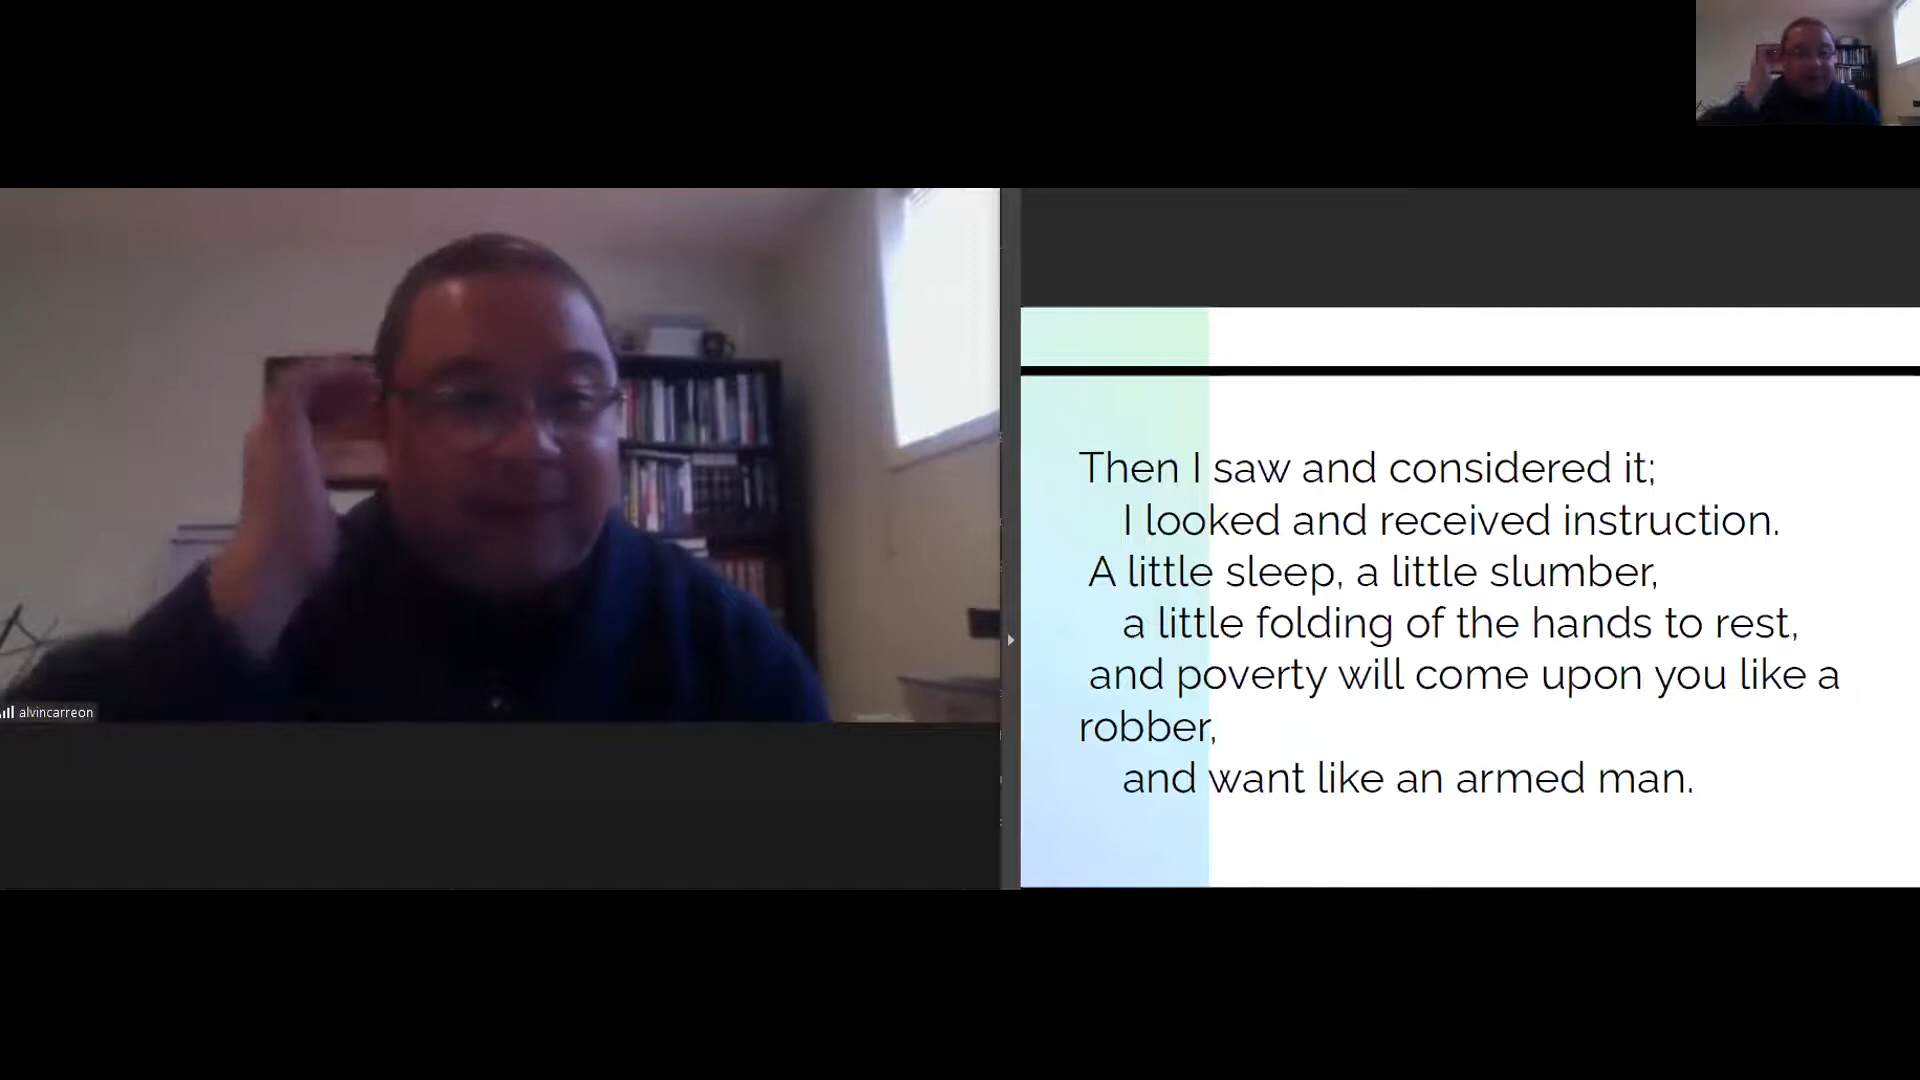 alvincarreon
Then I saw and considered it;
I looked and received instruction.
A little sleep, a little slumber,
a little folding of the hands to rest,
and poverty will come upon you like a
robber,
and want like an armed man.